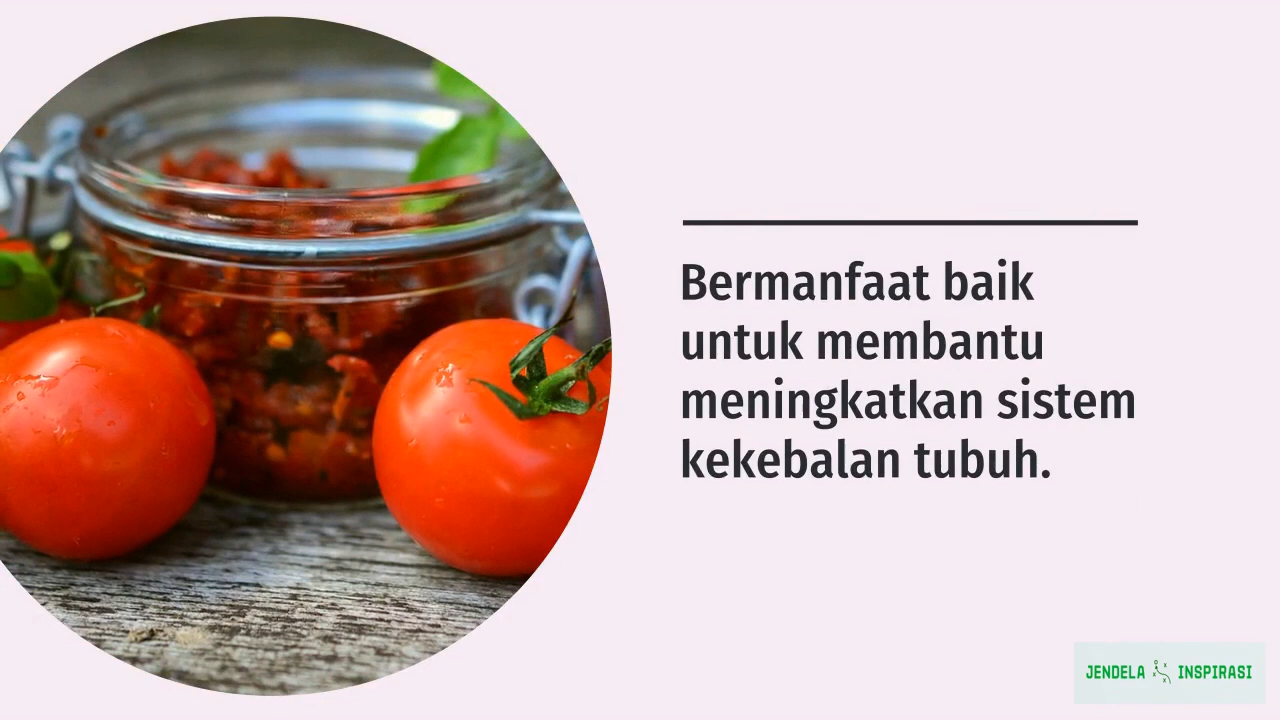 Bermanfaat baik
untuk membantu
meningkatkan sistem
kekebalan tubuh.
JENDELA INSPIRASI